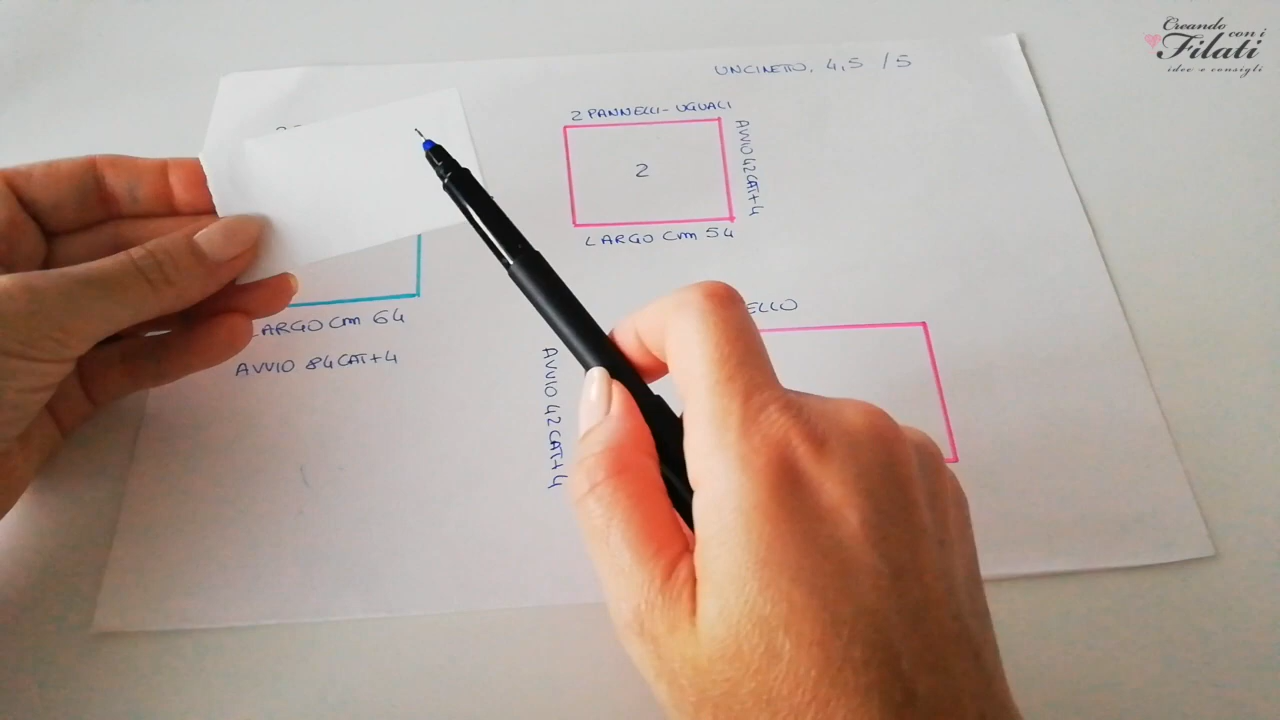 Creando
con i
Filati
idee e consigli
UNCINETTO, 4,5 / 5
2 PANNELLI-UGUALI
2
AVVIO 42 CAT+4
LARGO Cm 54
LARGO Cm 64
AVVIO 84 CAT+4
AVVIO 42 CAT+4
ELLO